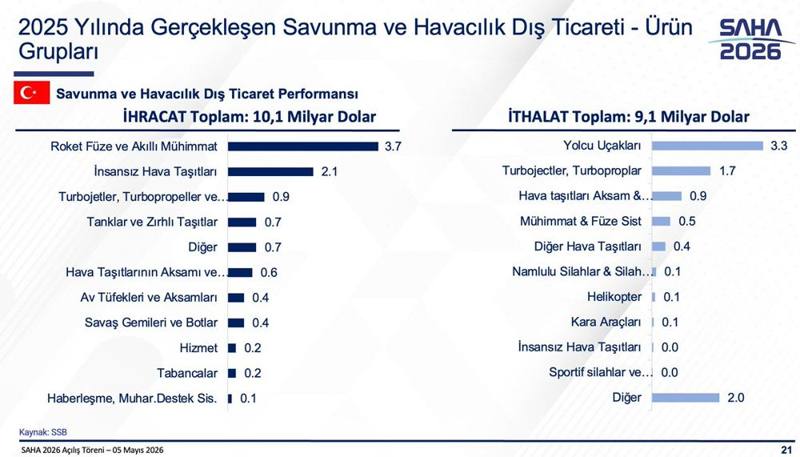 2025 Yılında Gerçekleşen Savunma ve Havacılık Dış Ticareti - Ürün
Grupları
SAHA
2026
Savunma ve Havacılık Dış Ticaret Performansı
İHRACAT Toplam: 10,1 Milyar Dolar
Roket Füze ve Akıllı Mühimmat 3.7
İnsansız Hava Taşıtları 2.1
Turbojetler, Turbopropeller ve… 0.9
Tanklar ve Zırhlı Taşıtlar 0.7
Diğer 0.7
Hava Taşıtlarının Aksamı ve… 0.6
Av Tüfekleri ve Aksamları 0.4
Savaş Gemileri ve Botlar 0.4
Hizmet 0.2
Tabancalar 0.2
Haberleşme, Muhar.Destek Sis. 0.1
İTHALAT Toplam: 9,1 Milyar Dolar
Yolcu Uçakları 3.3
Turbojectler, Turboproplar 1.7
Hava taşıtları Aksam &… 0.9
Mühimmat & Füze Sist 0.5
Diğer Hava Taşıtları 0.4
Namlulu Silahlar & Silah… 0.1
Helikopter 0.1
Kara Araçları 0.1
İnsansız Hava Taşıtları 0.0
Sportif silahlar ve… 0.0
Diğer 2.0
Kaynak: SSB
SAHA 2026 Açılış Töreni – 05 Mayıs 2026
21